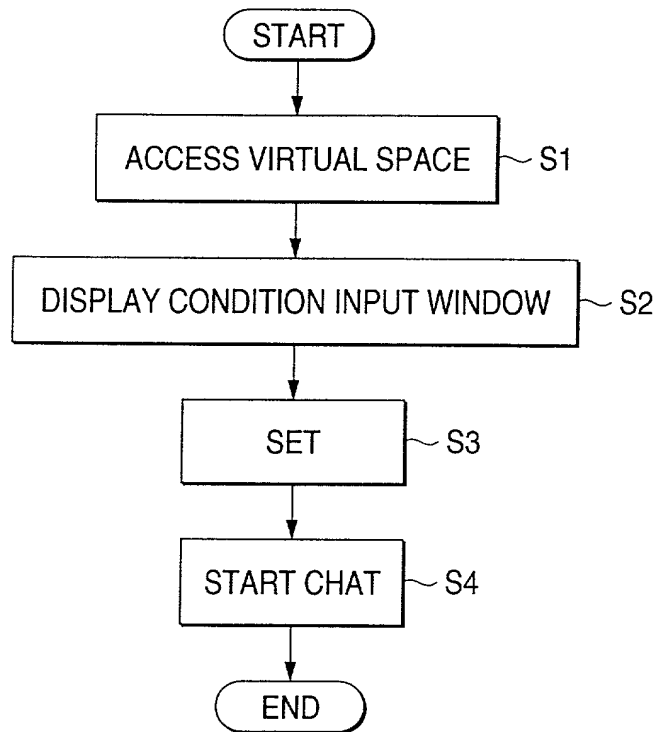 START
ACCESS VIRTUAL SPACE
S1
DISPLAY CONDITION INPUT WINDOW
S2
SET
S3
START CHAT
S4
END